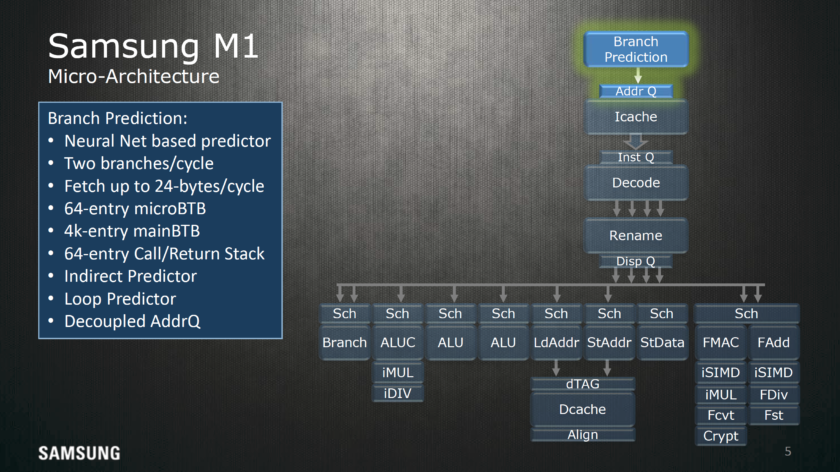 Samsung M1
Micro-Architecture
Branch Prediction:
• Neural Net based predictor
• Two branches/cycle
• Fetch up to 24-bytes/cycle
• 64-entry microBTB
• 4k-entry mainBTB
• 64-entry Call/Return Stack
• Indirect Predictor
• Loop Predictor
• Decoupled AddrQ
Branch
Prediction
Addr Q
Icache
Inst Q
Decode
Rename
Disp Q
Sch Sch Sch Sch Sch Sch Sch Sch
Branch ALUC ALU ALU LdAddr StAddr StData FMAC FAdd
iMUL dTAG iSIMD iSIMD
iDIV Dcache iMUL FDiv
Align Fcvt Fst
Crypt
SAMSUNG
5